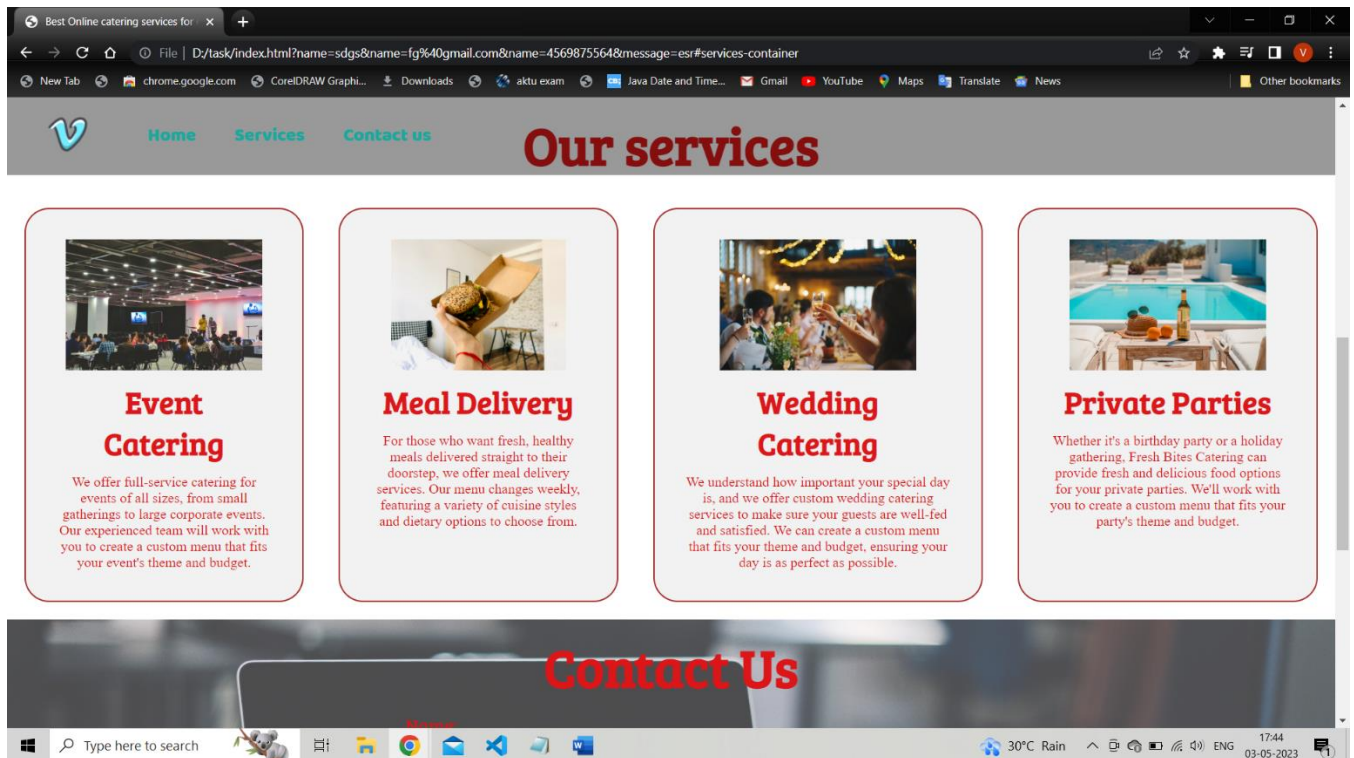 Best Online catering services for
File | D:/task/index.html?name=sdgs&name=fg%40gmail.com&name=4569875564&message=esr#services-container
V
New Tab chrome.google.com CorelDRAW Graphi... Downloads aktu exam Java Date and Time... Gmail YouTube Maps Translate News Other bookmarks
Home Services Contact us
Our services
Event
Catering
We offer full-service catering for
events of all sizes, from small
gatherings to large corporate events.
Our experienced team will work with
you to create a custom menu that fits
your event's theme and budget.
Meal Delivery
For those who want fresh, healthy
meals delivered straight to their
doorstep, we offer meal delivery
services. Our menu changes weekly,
featuring a variety of cuisine styles
and dietary options to choose from.
Wedding
Catering
We understand how important your special day
is, and we offer custom wedding catering
services to make sure your guests are well-fed
and satisfied. We can create a custom menu
that fits your theme and budget, ensuring your
day is as perfect as possible.
Private Parties
Whether it's a birthday party or a holiday
gathering, Fresh Bites Catering can
provide fresh and delicious food options
for your private parties. We'll work with
you to create a custom menu that fits your
party's theme and budget.
Contact Us
Type here to search
30°C Rain
ENG
17:44
03-05-2023
1